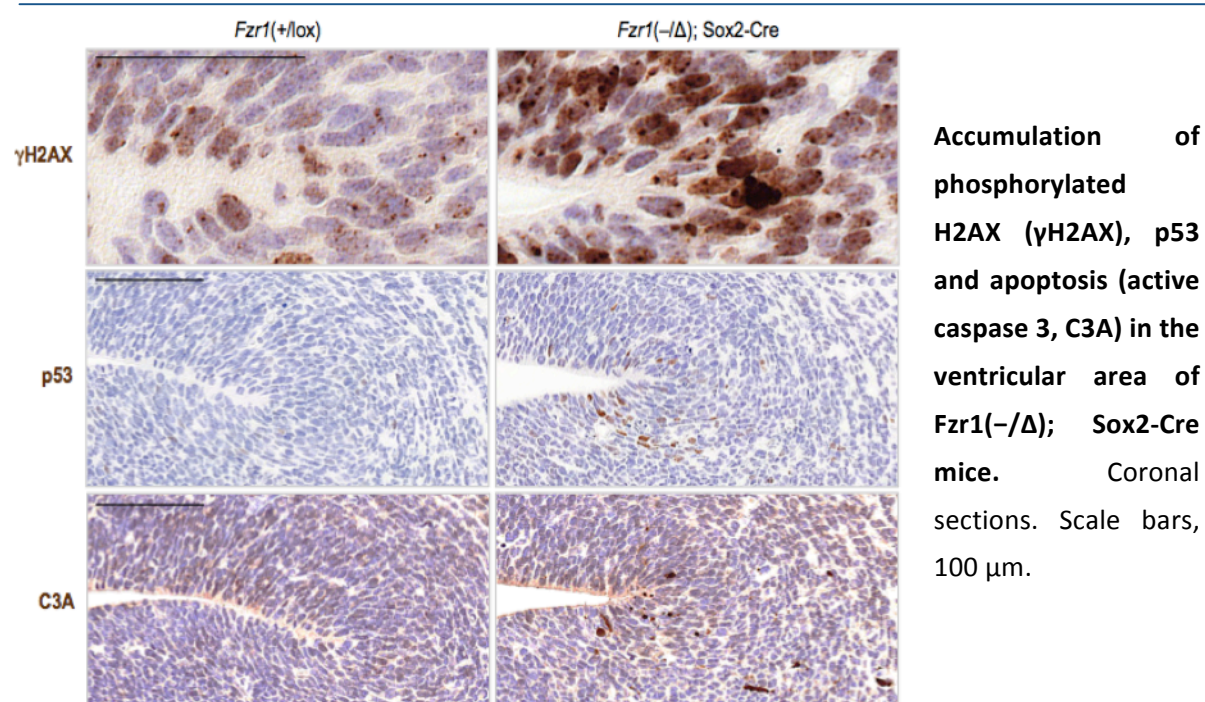 Fzr1(+/lox)
Fzr1(–/Δ); Sox2-Cre
γH2AX
p53
C3A
Accumulation of
phosphorylated
H2AX (γH2AX), p53
and apoptosis (active
caspase 3, C3A) in the
ventricular area of
Fzr1(−/Δ); Sox2-Cre
mice. Coronal
sections. Scale bars,
100 μm.